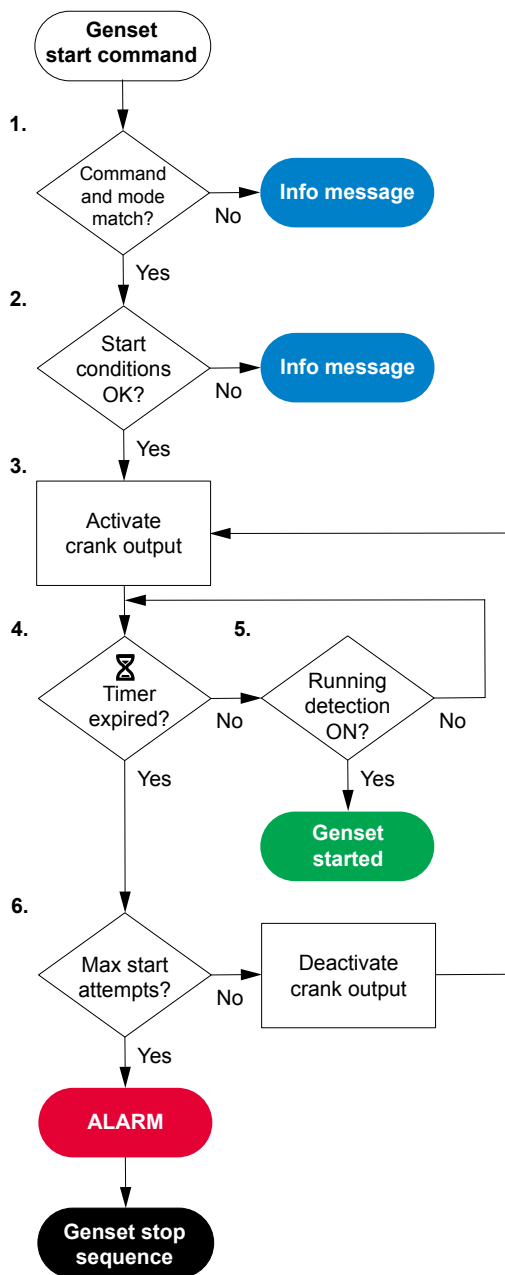 Genset
start command
1.
Command
and mode
match?
No
Info message
Yes
2.
Start
conditions
OK?
No
Info message
Yes
3.
Activate
crank output
4.
Timer
expired?
No
5.
Running
detection
ON?
No
Yes
Yes
Genset
started
6.
Max start
attempts?
No
Deactivate
crank output
Yes
ALARM
Genset stop
sequence